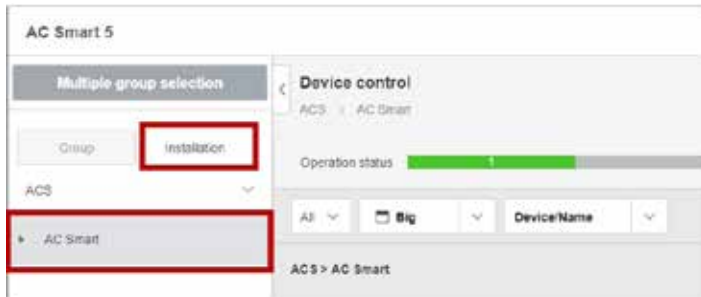 AC Smart 5
Multiple group selection
Group
Installation
ACS
AC Smart
Device control
ACS > AC Smart
Operation status
1
All
Big
Device/Name
ACS > AC Smart